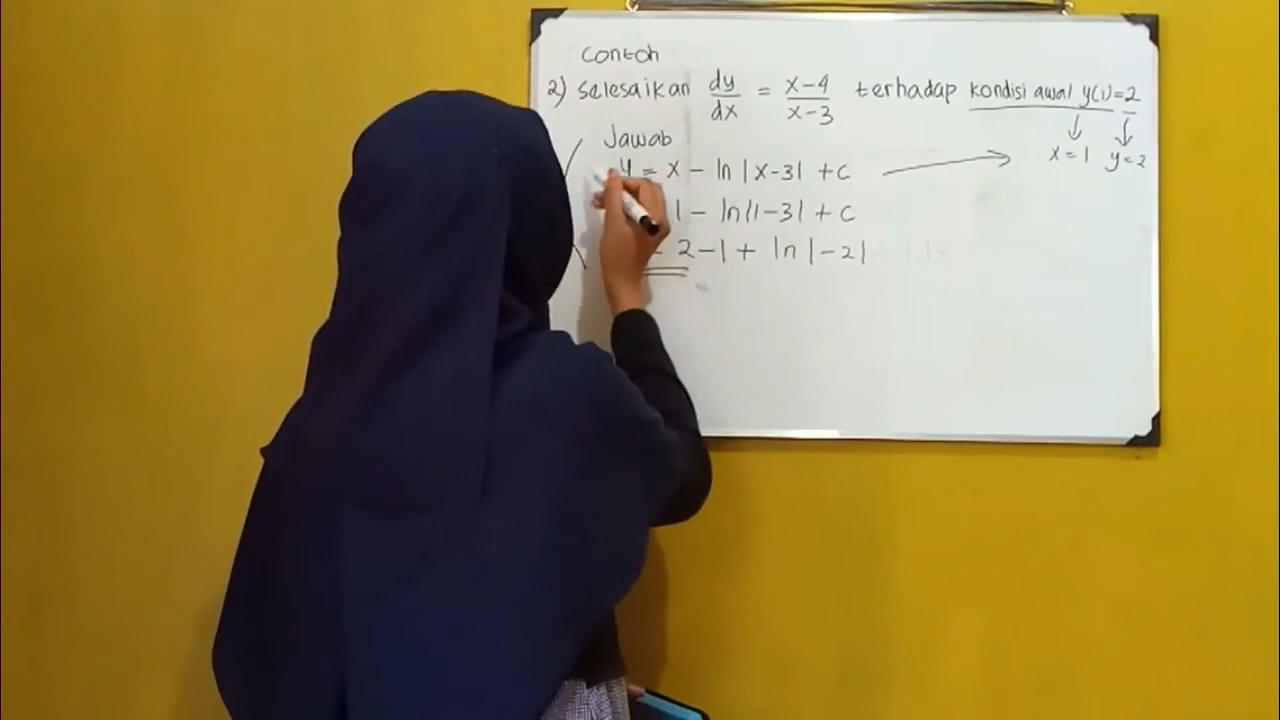 Contoh
2) Selesaikan dy/dx = x-4/x-3 terhadap kondisi awal y(1)=2
x=1 y=2
Jawab
y = x - ln |x-3| + c
1 - ln|1-3| + c
2-1 + ln |-2|